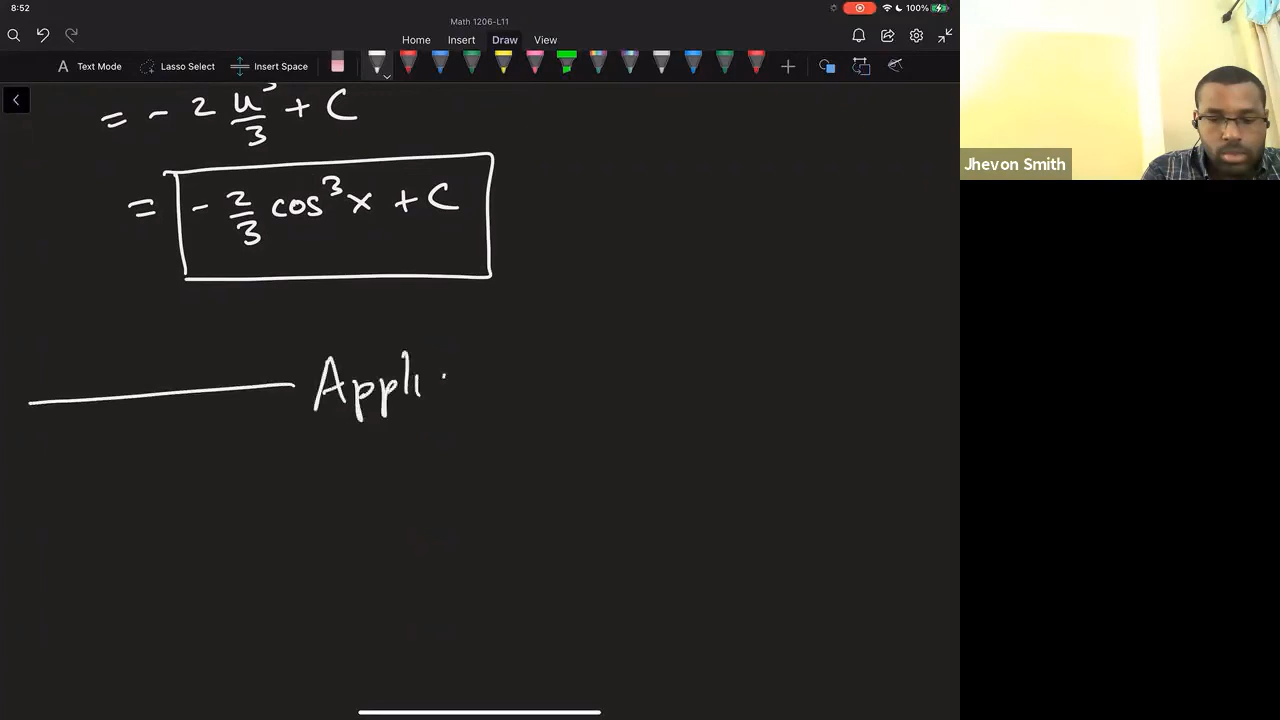 8:52
100%
Math 1206-L11
Home Insert Draw View
Text Mode Lasso Select Insert Space
= - 2 u³/3 + C
= - 2/3 cos³x + C
Appli
Jhevon Smith